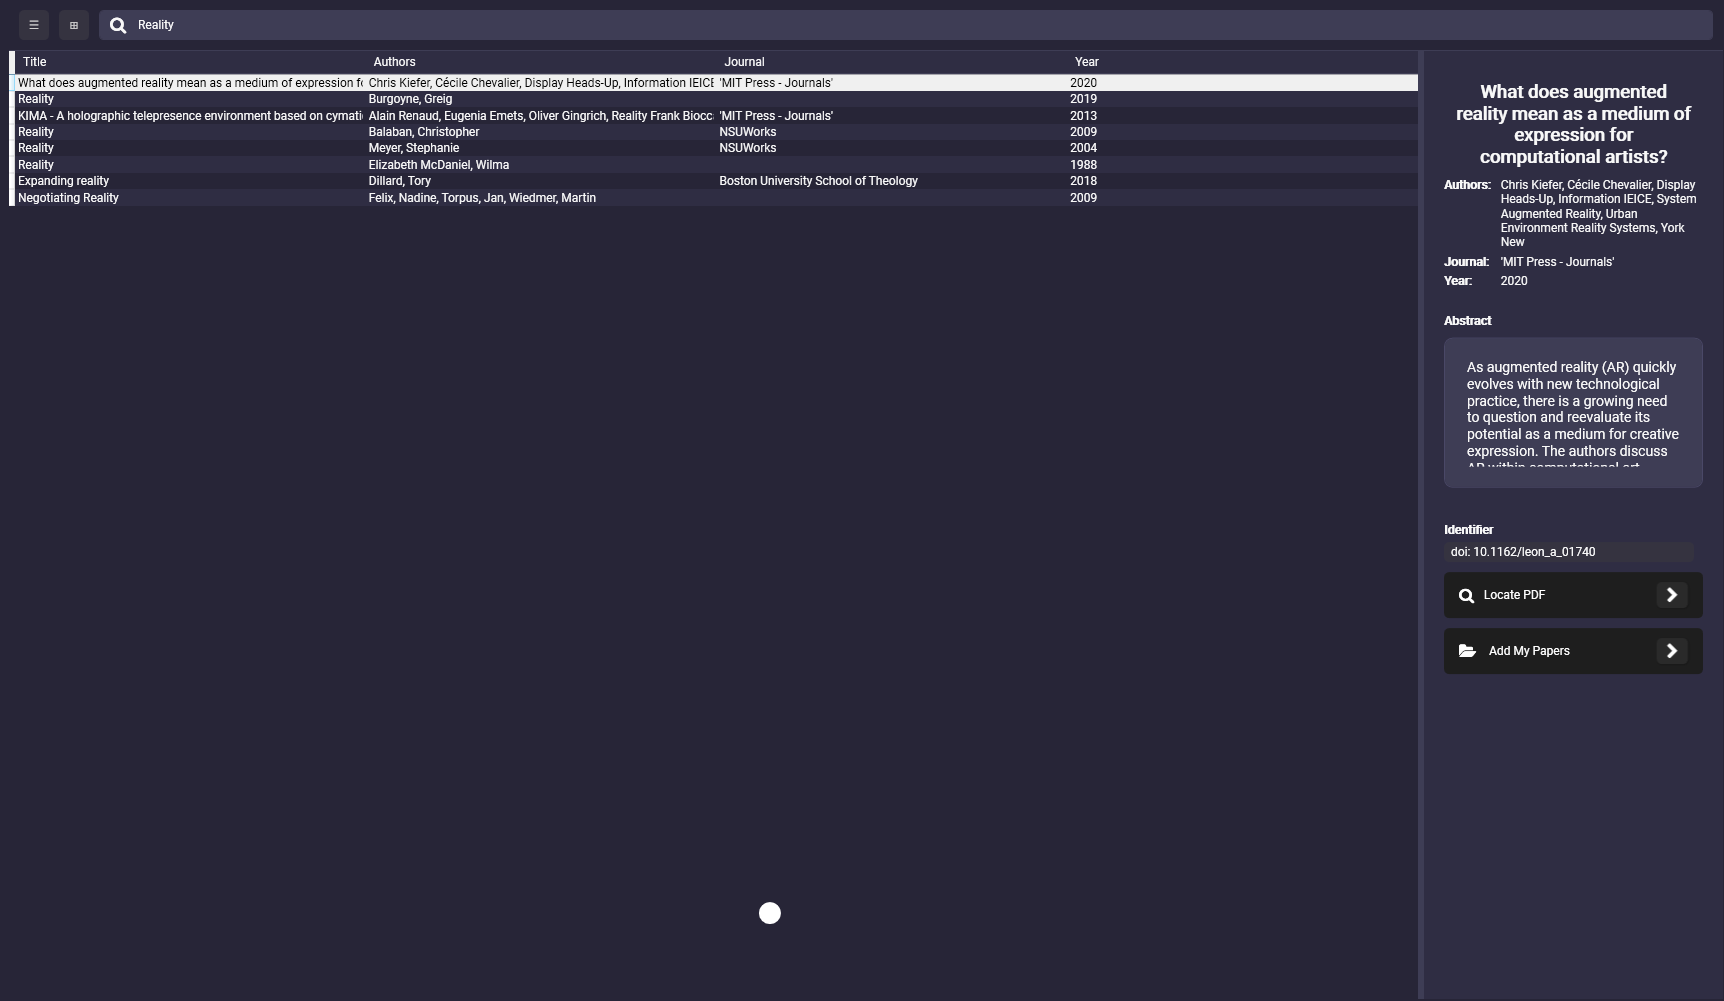 Reality
Title Authors Journal Year
What does augmented reality mean as a medium of expression fo Chris Kiefer, Cécile Chevalier, Display Heads-Up, Information IEICE 'MIT Press - Journals' 2020
Reality Burgoyne, Greig 2019
KIMA - A holographic telepresence environment based on cymati Alain Renaud, Eugenia Emets, Oliver Gingrich, Reality Frank Biocca 'MIT Press - Journals' 2013
Reality Balaban, Christopher NSUWorks 2009
Reality Meyer, Stephanie NSUWorks 2004
Reality Elizabeth McDaniel, Wilma 1988
Expanding reality Dillard, Tory Boston University School of Theology 2018
Negotiating Reality Felix, Nadine, Torpus, Jan, Wiedmer, Martin 2009
What does augmented
reality mean as a medium of
expression for
computational artists?
Authors: Chris Kiefer, Cécile Chevalier, Display
Heads-Up, Information IEICE, System
Augmented Reality, Urban
Environment Reality Systems, York
New
Journal: 'MIT Press - Journals'
Year: 2020
Abstract
As augmented reality (AR) quickly
evolves with new technological
practice, there is a growing need
to question and reevaluate its
potential as a medium for creative
expression. The authors discuss
AR within computational art
Identifier
doi: 10.1162/leon_a_01740
Locate PDF
Add My Papers